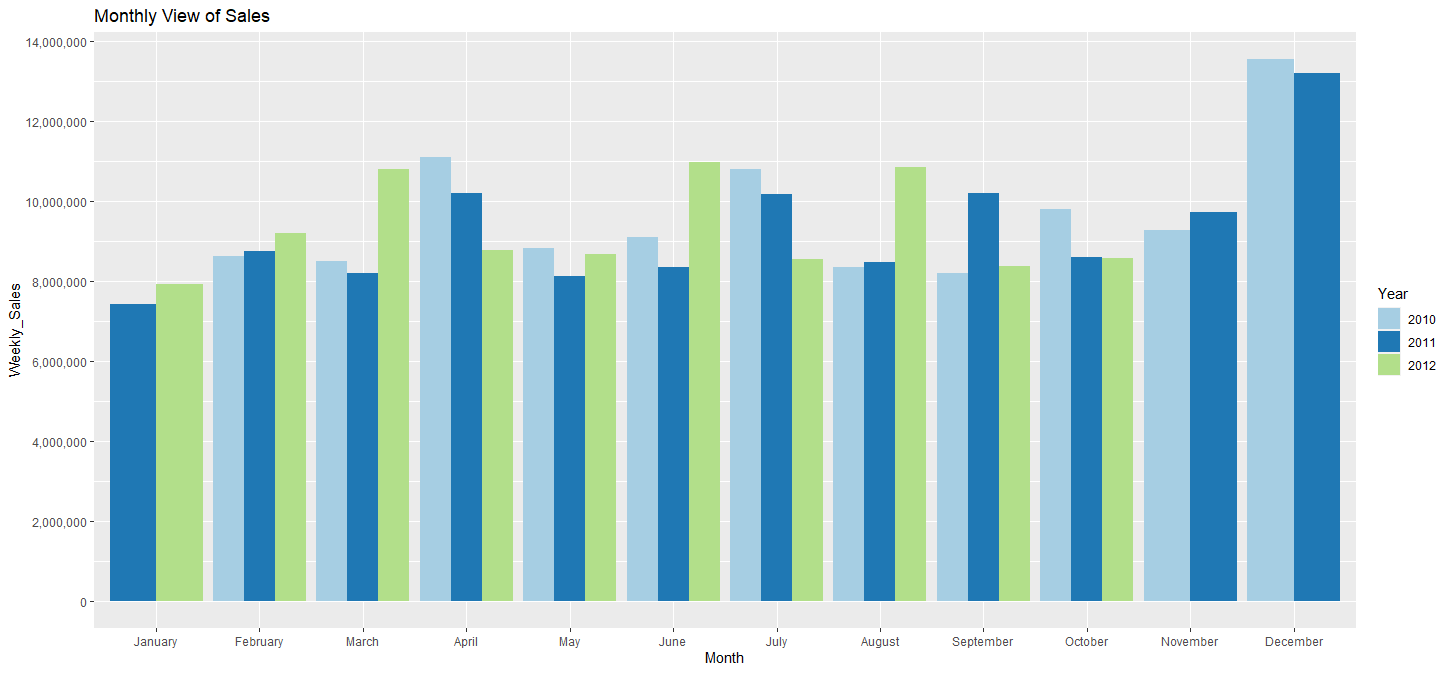 Monthly View of Sales
14,000,000
12,000,000
10,000,000
8,000,000
6,000,000
4,000,000
2,000,000
0
Weekly_Sales
January February March April May June July August September October November December
Month
Year
2010
2011
2012